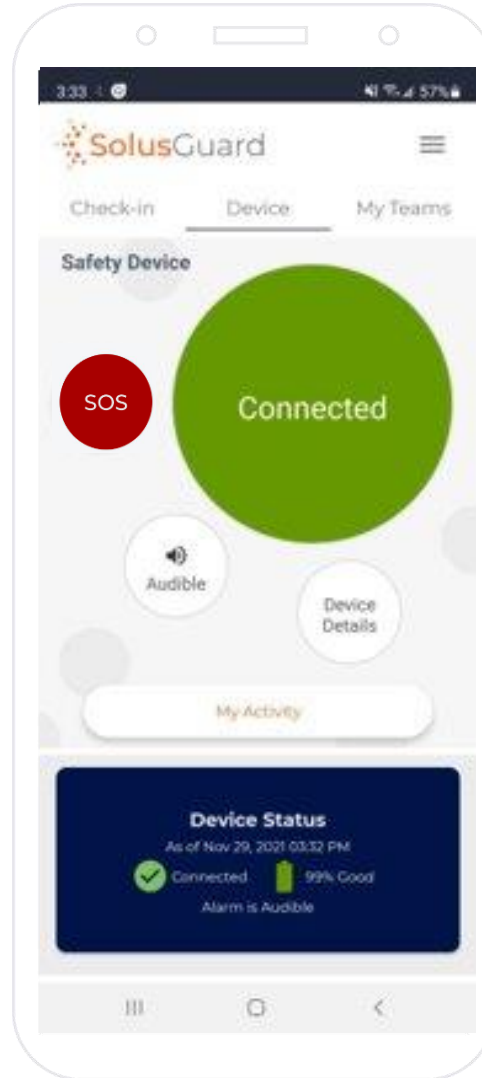 3:33
57%
SolusGuard
Check-in Device My Teams
Safety Device
SOS
Connected
Audible
Device
Details
My Activity
Device Status
As of Nov 29, 2021 03:32 PM
Connected 99% Good
Alarm is Audible